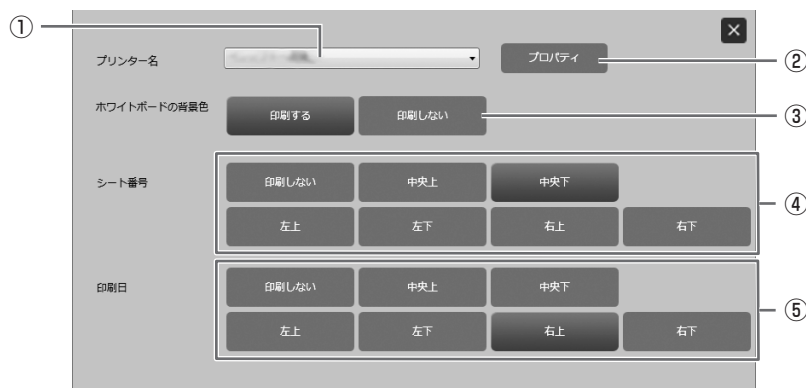 ①
プリンター名 プロパティ ②
ホワイトボードの背景色 印刷する 印刷しない ③
シート番号 印刷しない 中央上 中央下
④
左上 左下 右上 右下
印刷日 印刷しない 中央上 中央下
⑤
左上 左下 右上 右下